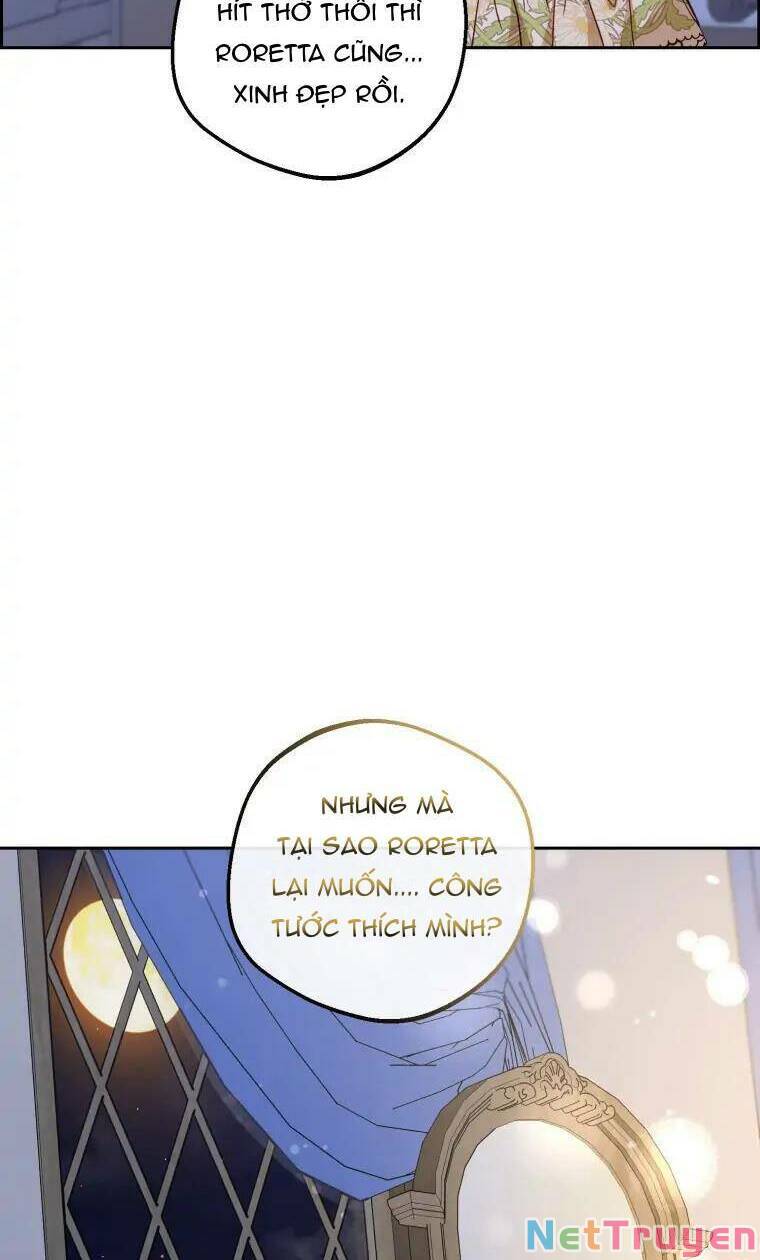 HÍT THỞ THÔI THÌ
RORETTA CŨNG...
XINH ĐẸP RỒI.
NHƯNG MÀ
TẠI SAO RORETTA
LẠI MUỐN.... CÔNG
TƯỚC THÍCH MÌNH?
NetTruyen